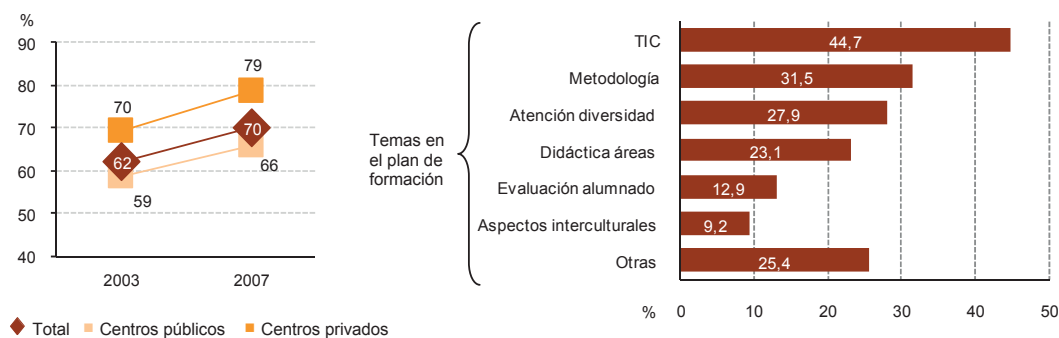 %
90
80
70
60
50
40
70
79
62
70
59
66
2003
2007
Total
Centros públicos
Centros privados
Temas en
el plan de
formación
TIC
44,7
Metodología
31,5
Atención diversidad
27,9
Didáctica áreas
23,1
Evaluación alumnado
12,9
Aspectos interculturales
9,2
Otras
25,4
% 0 10 20 30 40 50